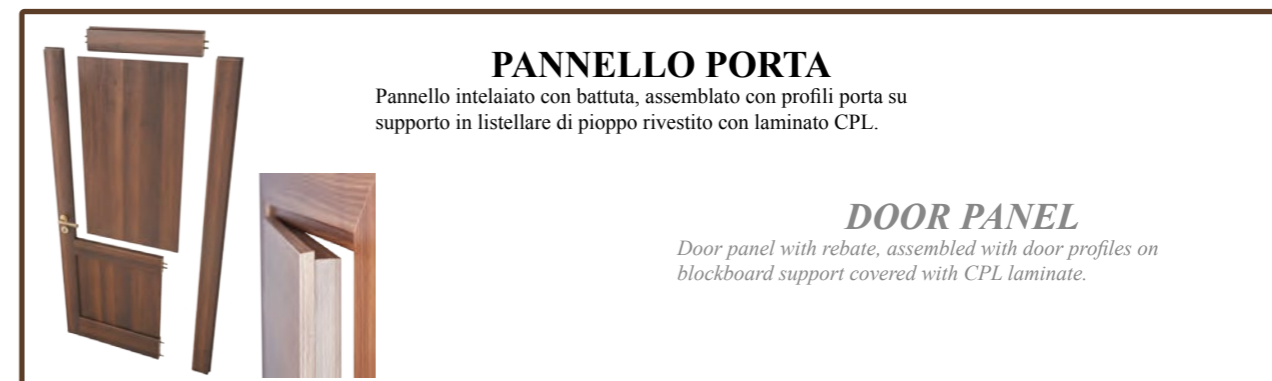 PANNELLO PORTA
Pannello intelaiato con battuta, assemblato con profili porta su
supporto in listellare di pioppo rivestito con laminato CPL.
DOOR PANEL
Door panel with rebate, assembled with door profiles on
blockboard support covered with CPL laminate.